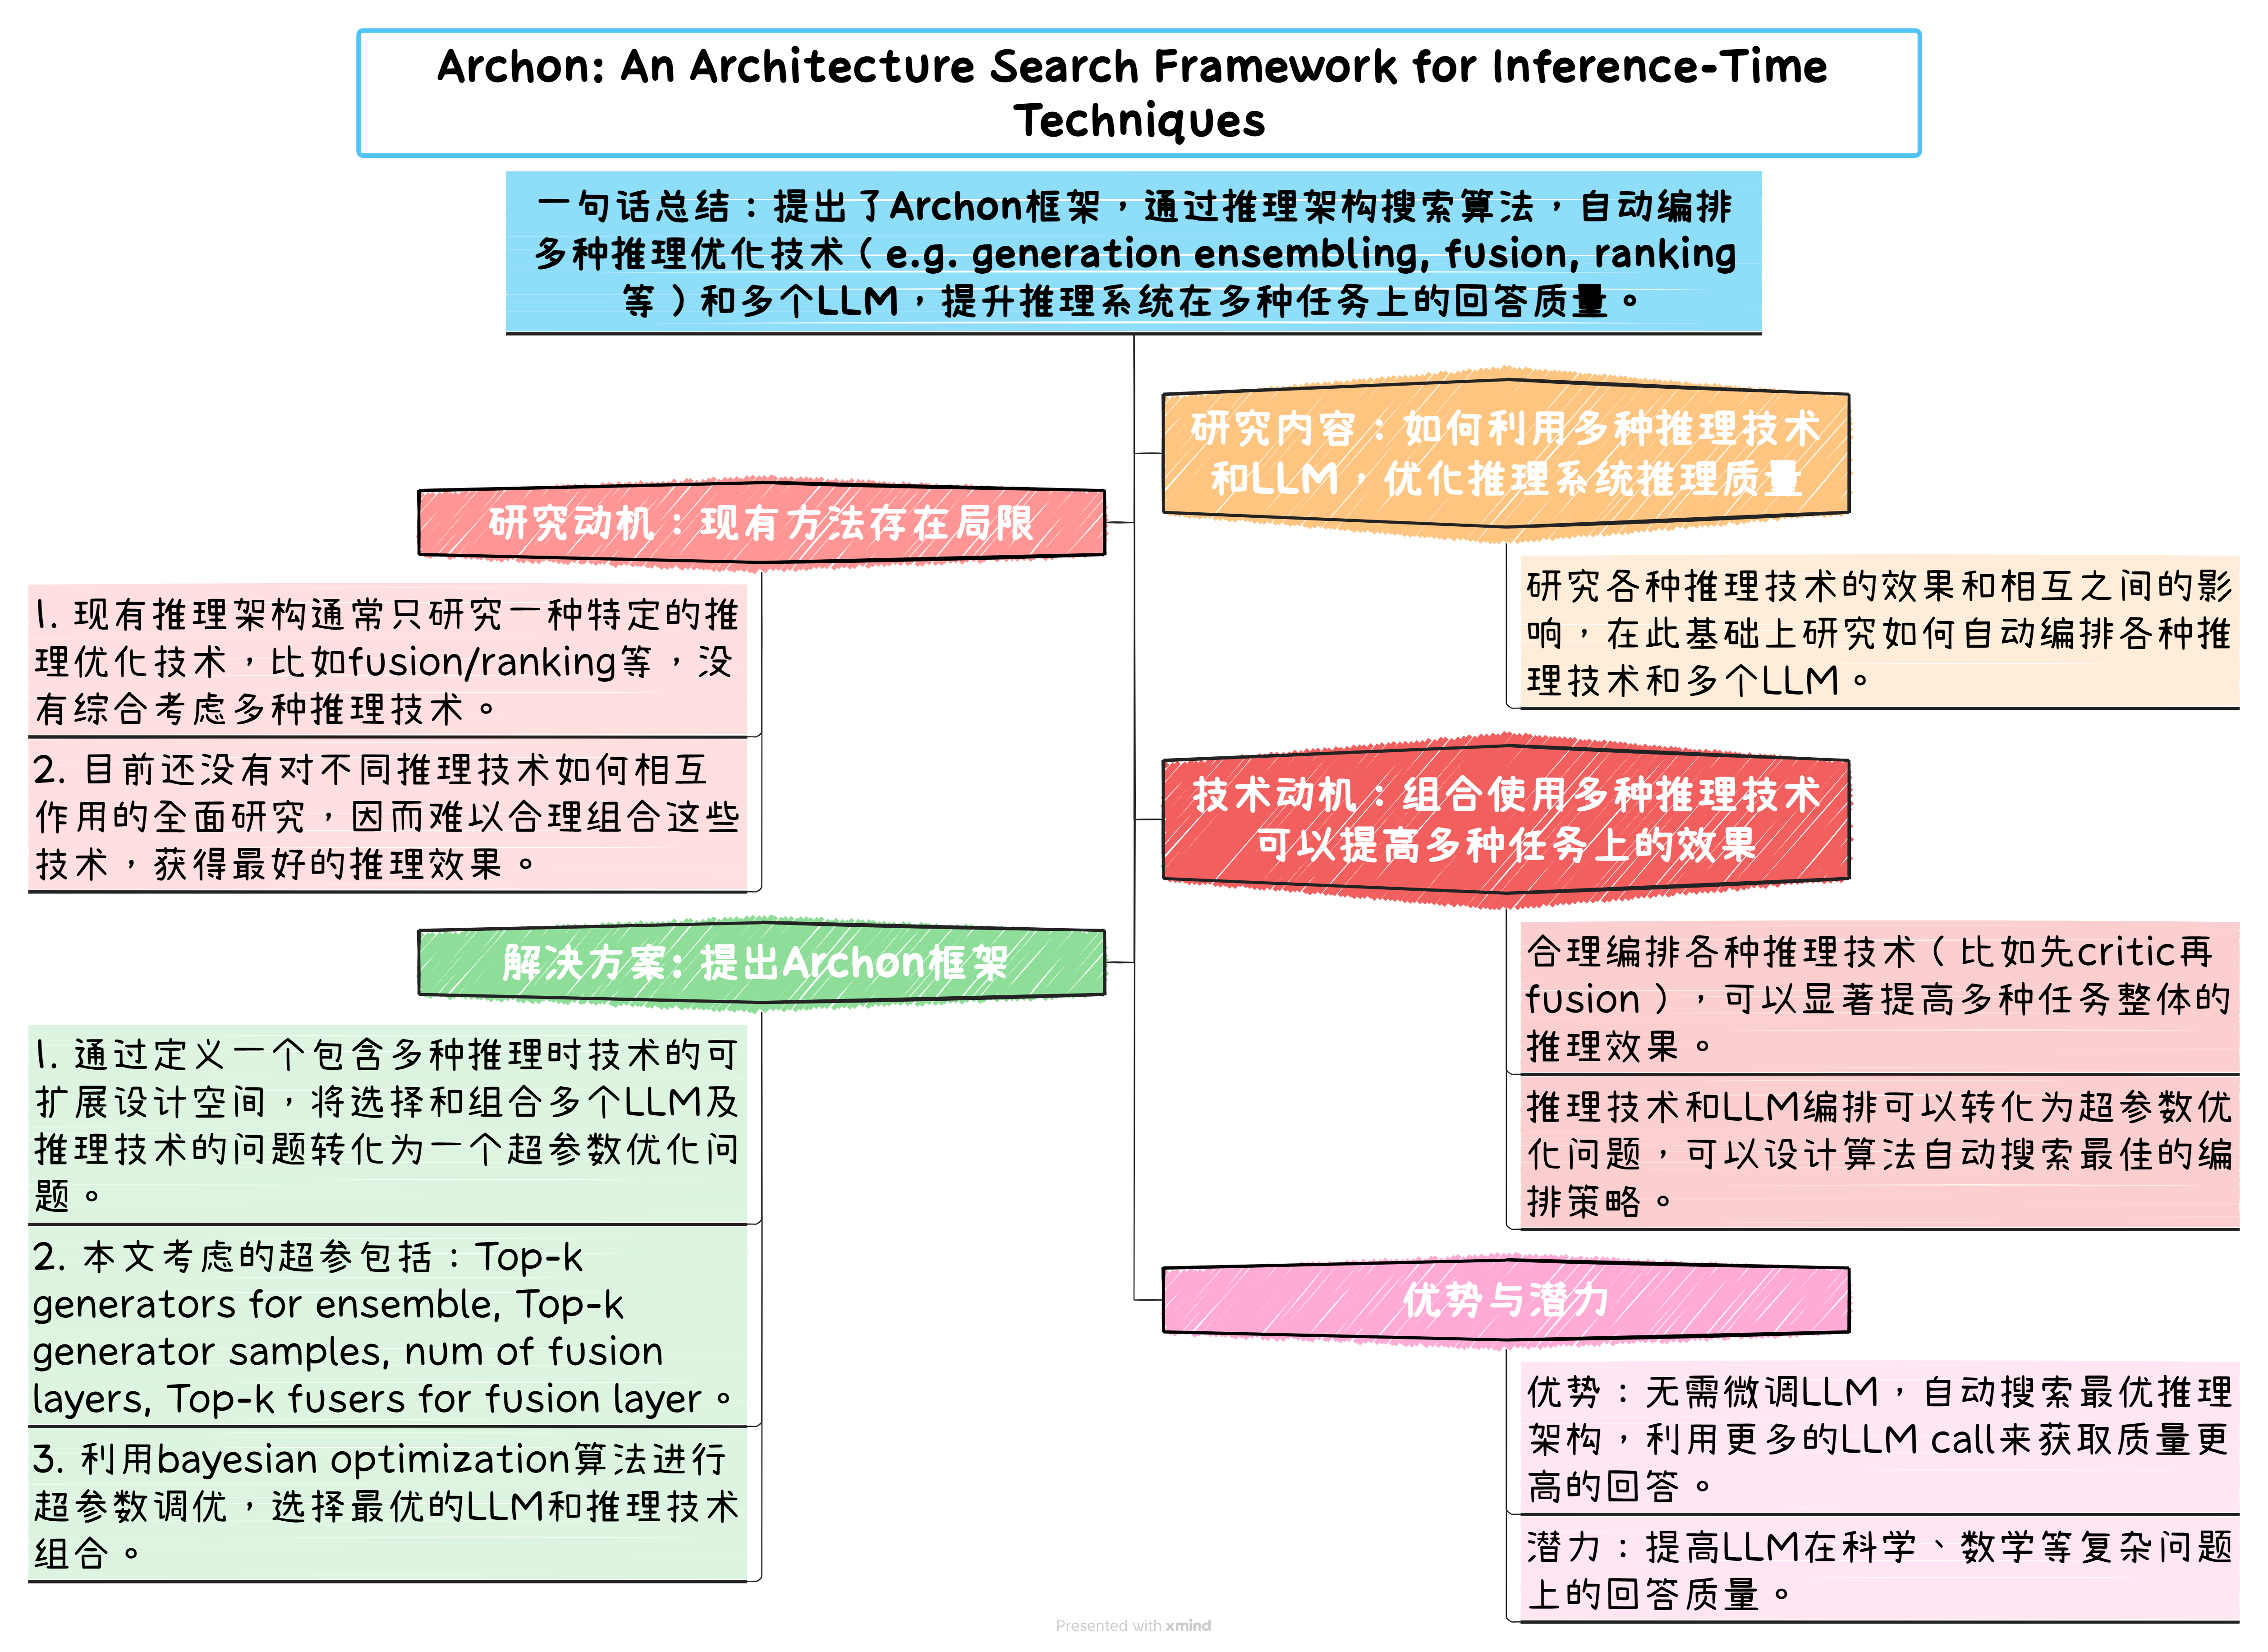 Archon: An Architecture Search Framework for Inference-Time
Techniques
一句话总结：提出了Archon框架，通过推理架构搜索算法，自动编排
多种推理优化技术（e.g. generation ensembling, fusion, ranking
等）和多个LLM，提升推理系统在多种任务上的回答质量。
研究内容：如何利用多种推理技术
和LLM，优化推理系统推理质量
研究各种推理技术的效果和相互之间的影
响，在此基础上研究如何自动编排各种推
理技术和多个LLM。
研究动机：现有方法存在局限
1. 现有推理架构通常只研究一种特定的推
理优化技术，比如fusion/ranking等，没
有综合考虑多种推理技术。
2. 目前还没有对不同推理技术如何相互
作用的全面研究，因而难以合理组合这些
技术，获得最好的推理效果。
技术动机：组合使用多种推理技术
可以提高多种任务上的效果
合理编排各种推理技术（比如先critic再
fusion），可以显著提高多种任务整体的
推理效果。
推理技术和LLM编排可以转化为超参数优
化问题，可以设计算法自动搜索最佳的编
排策略。
解决方案: 提出Archon框架
1. 通过定义一个包含多种推理时技术的可
扩展设计空间，将选择和组合多个LLM及
推理技术的问题转化为一个超参数优化问
题。
2. 本文考虑的超参包括：Top-k
generators for ensemble, Top-k
generator samples, num of fusion
layers, Top-k fusers for fusion layer。
3. 利用bayesian optimization算法进行
超参数调优，选择最优的LLM和推理技术
组合。
优势与潜力
优势：无需微调LLM，自动搜索最优推理
架构，利用更多的LLM call来获取质量更
高的回答。
潜力：提高LLM在科学、数学等复杂问题
上的回答质量。
Presented with xmind